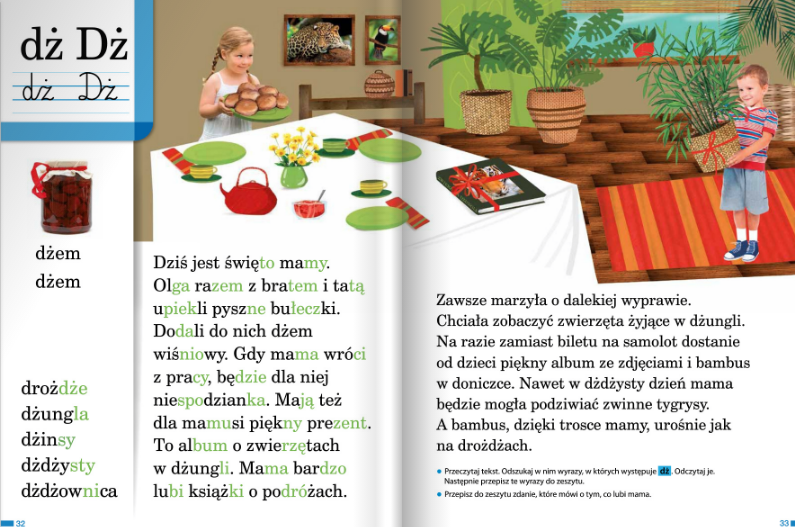 dż Dż
dż Dż
dżem
dżem
drożdże
dżungla
dżinsy
dżdżysty
dżdżownica
Dziś jest święto mamy.
Olga razem z bratem i tatą
upiekli pyszne bułeczki.
Dodali do nich dżem
wiśniowy. Gdy mama wróci
z pracy, będzie dla niej
niespodzianka. Mają też
dla mamusi piękny prezent.
To album o zwierzętach
w dżungli. Mama bardzo
lubi książki o podróżach.
32
Zawsze marzyła o dalekiej wyprawie.
Chciała zobaczyć zwierzęta żyjące w dżungli.
Na razie zamiast biletu na samolot dostanie
od dzieci piękny album ze zdjęciami i bambus
w doniczce. Nawet w dżdżysty dzień mama
będzie mogła podziwiać zwinne tygrysy.
A bambus, dzięki trosce mamy, urośnie jak
na drożdżach.
• Przeczytaj tekst. Odszukaj w nim wyrazy, w których występuje dż. Odczytaj je.
Następnie przepisz te wyrazy do zeszytu.
• Przepisz do zeszytu zdanie, które mówi o tym, co lubi mama.
33